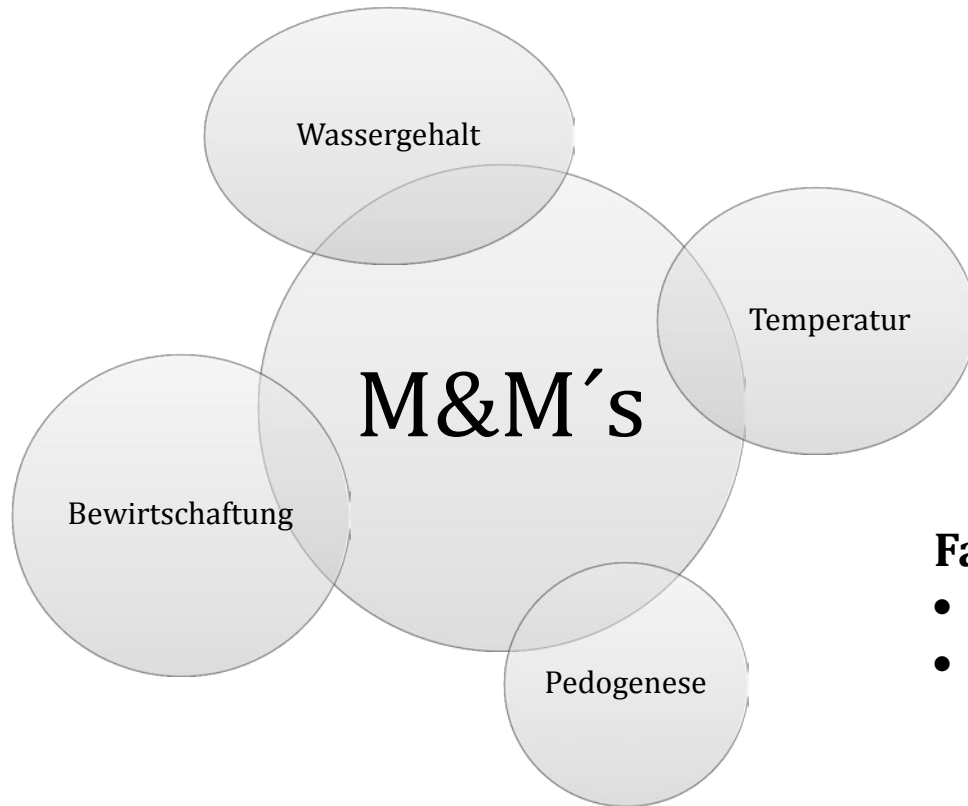 Wassergehalt
Temperatur
M&M´s
Bewirtschaftung
Pedogenese